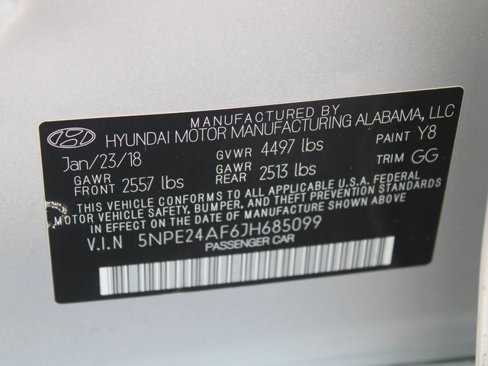 MANUFACTURED BY
HYUNDAI MOTOR MANUFACTURING ALABAMA, LLC
Jan/23/18 GVWR 4497 lbs PAINT Y8
GAWR FRONT 2557 lbs GAWR REAR 2513 lbs TRIM GG
THIS VEHICLE CONFORMS TO ALL APPLICABLE U.S.A. FEDERAL
MOTOR VEHICLE SAFETY, BUMPER, AND THEFT PREVENTION STANDARDS
IN EFFECT ON THE DATE OF MANUFACTURE SHOWN ABOVE.
V.I.N 5NPE24AF6JH685099
PASSENGER CAR